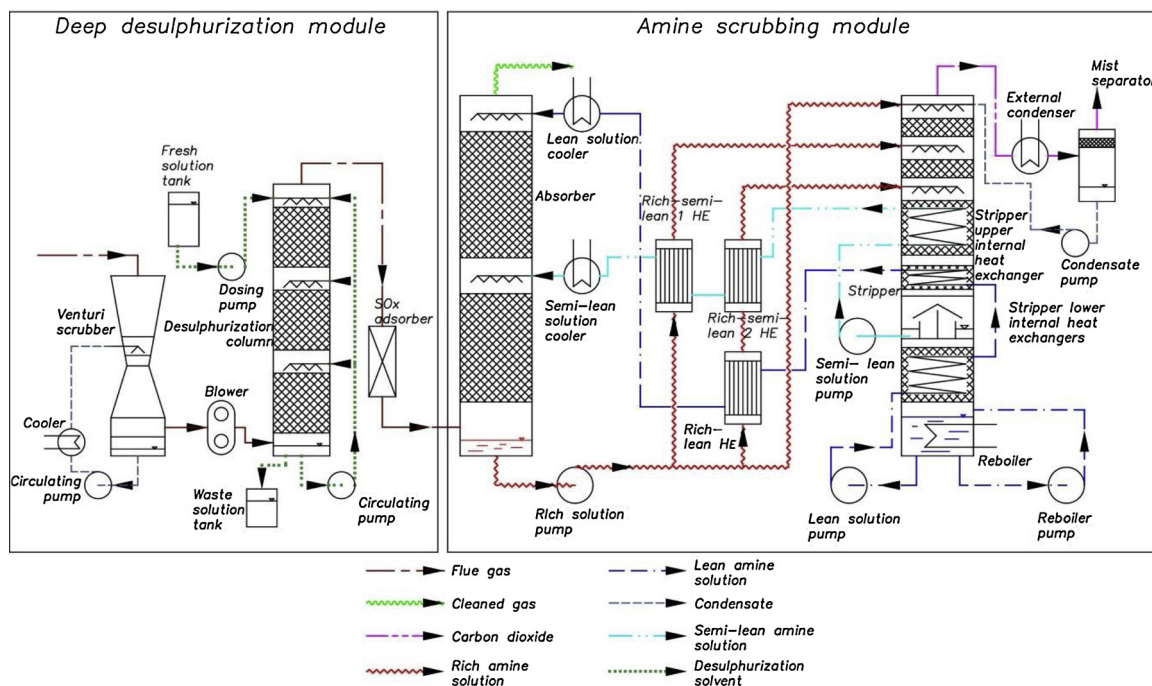 Deep desulphurization module
Amine scrubbing module
Fresh
solution
tank
Venturi
scrubber
Dosing
pump
Desulphurization
column
SOx
adsorber
Blower
Cooler
Circulating
pump
Waste
solution
tank
Circulating
pump
Lean solution
cooler
Absorber
Semi-lean
solution
cooler
Rich-semi-
lean 1 HE
Rich-semi-
lean 2 HE
Rich-
lean HE
RIch solution
pump
External
condenser
Mist
separator
Stripper
upper
internal
heat
exchanger
Condensate
pump
Stripper
Stripper lower
internal heat
exchangers
Semi- lean
solution
pump
Reboiler
Lean solution
pump
Reboiler
pump
Flue gas
Cleaned gas
Carbon dioxide
Rich amine
solution
Lean amine
solution
Condensate
Semi-lean amine
solution
Desulphurization
solvent